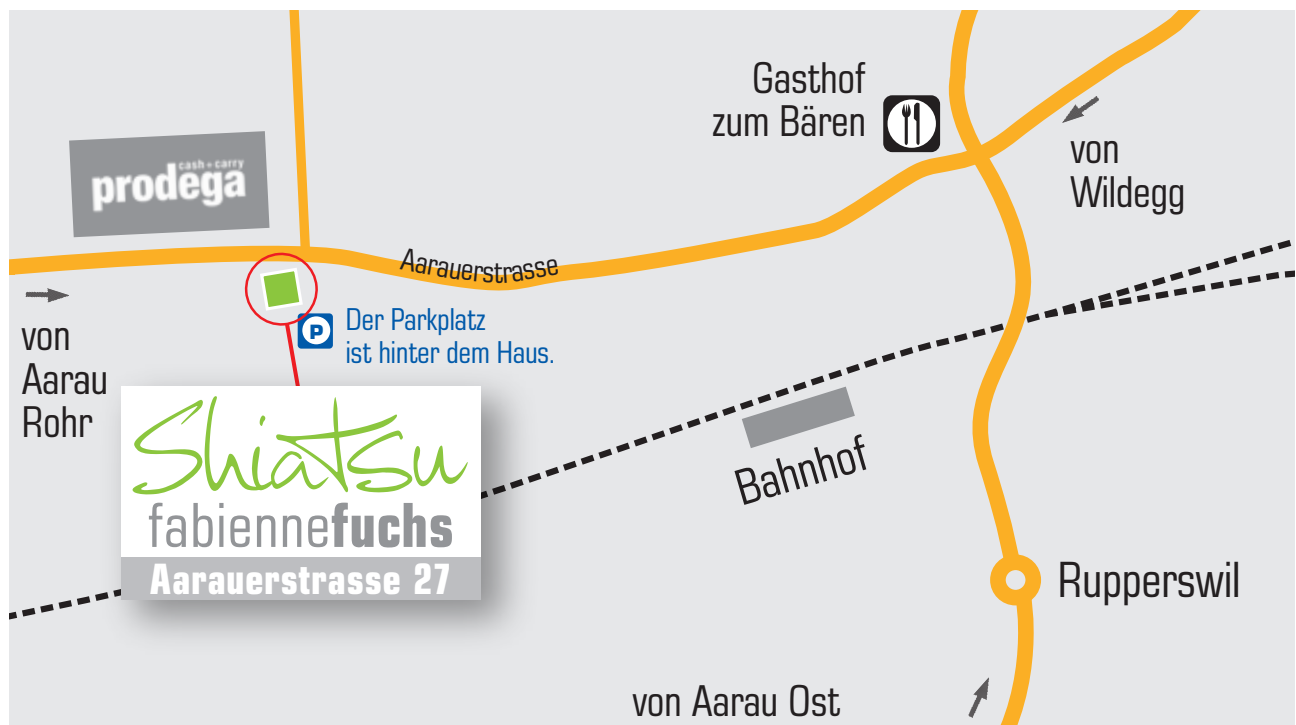 Gasthof
zum Bären
cash+carry
prodega
von
Wildegg
Aarauerstrasse
von
Aarau
Rohr
P
Der Parkplatz
ist hinter dem Haus.
Shiatsu
fabiennefuchs
Aarauerstrasse 27
Bahnhof
Rupperswil
von Aarau Ost